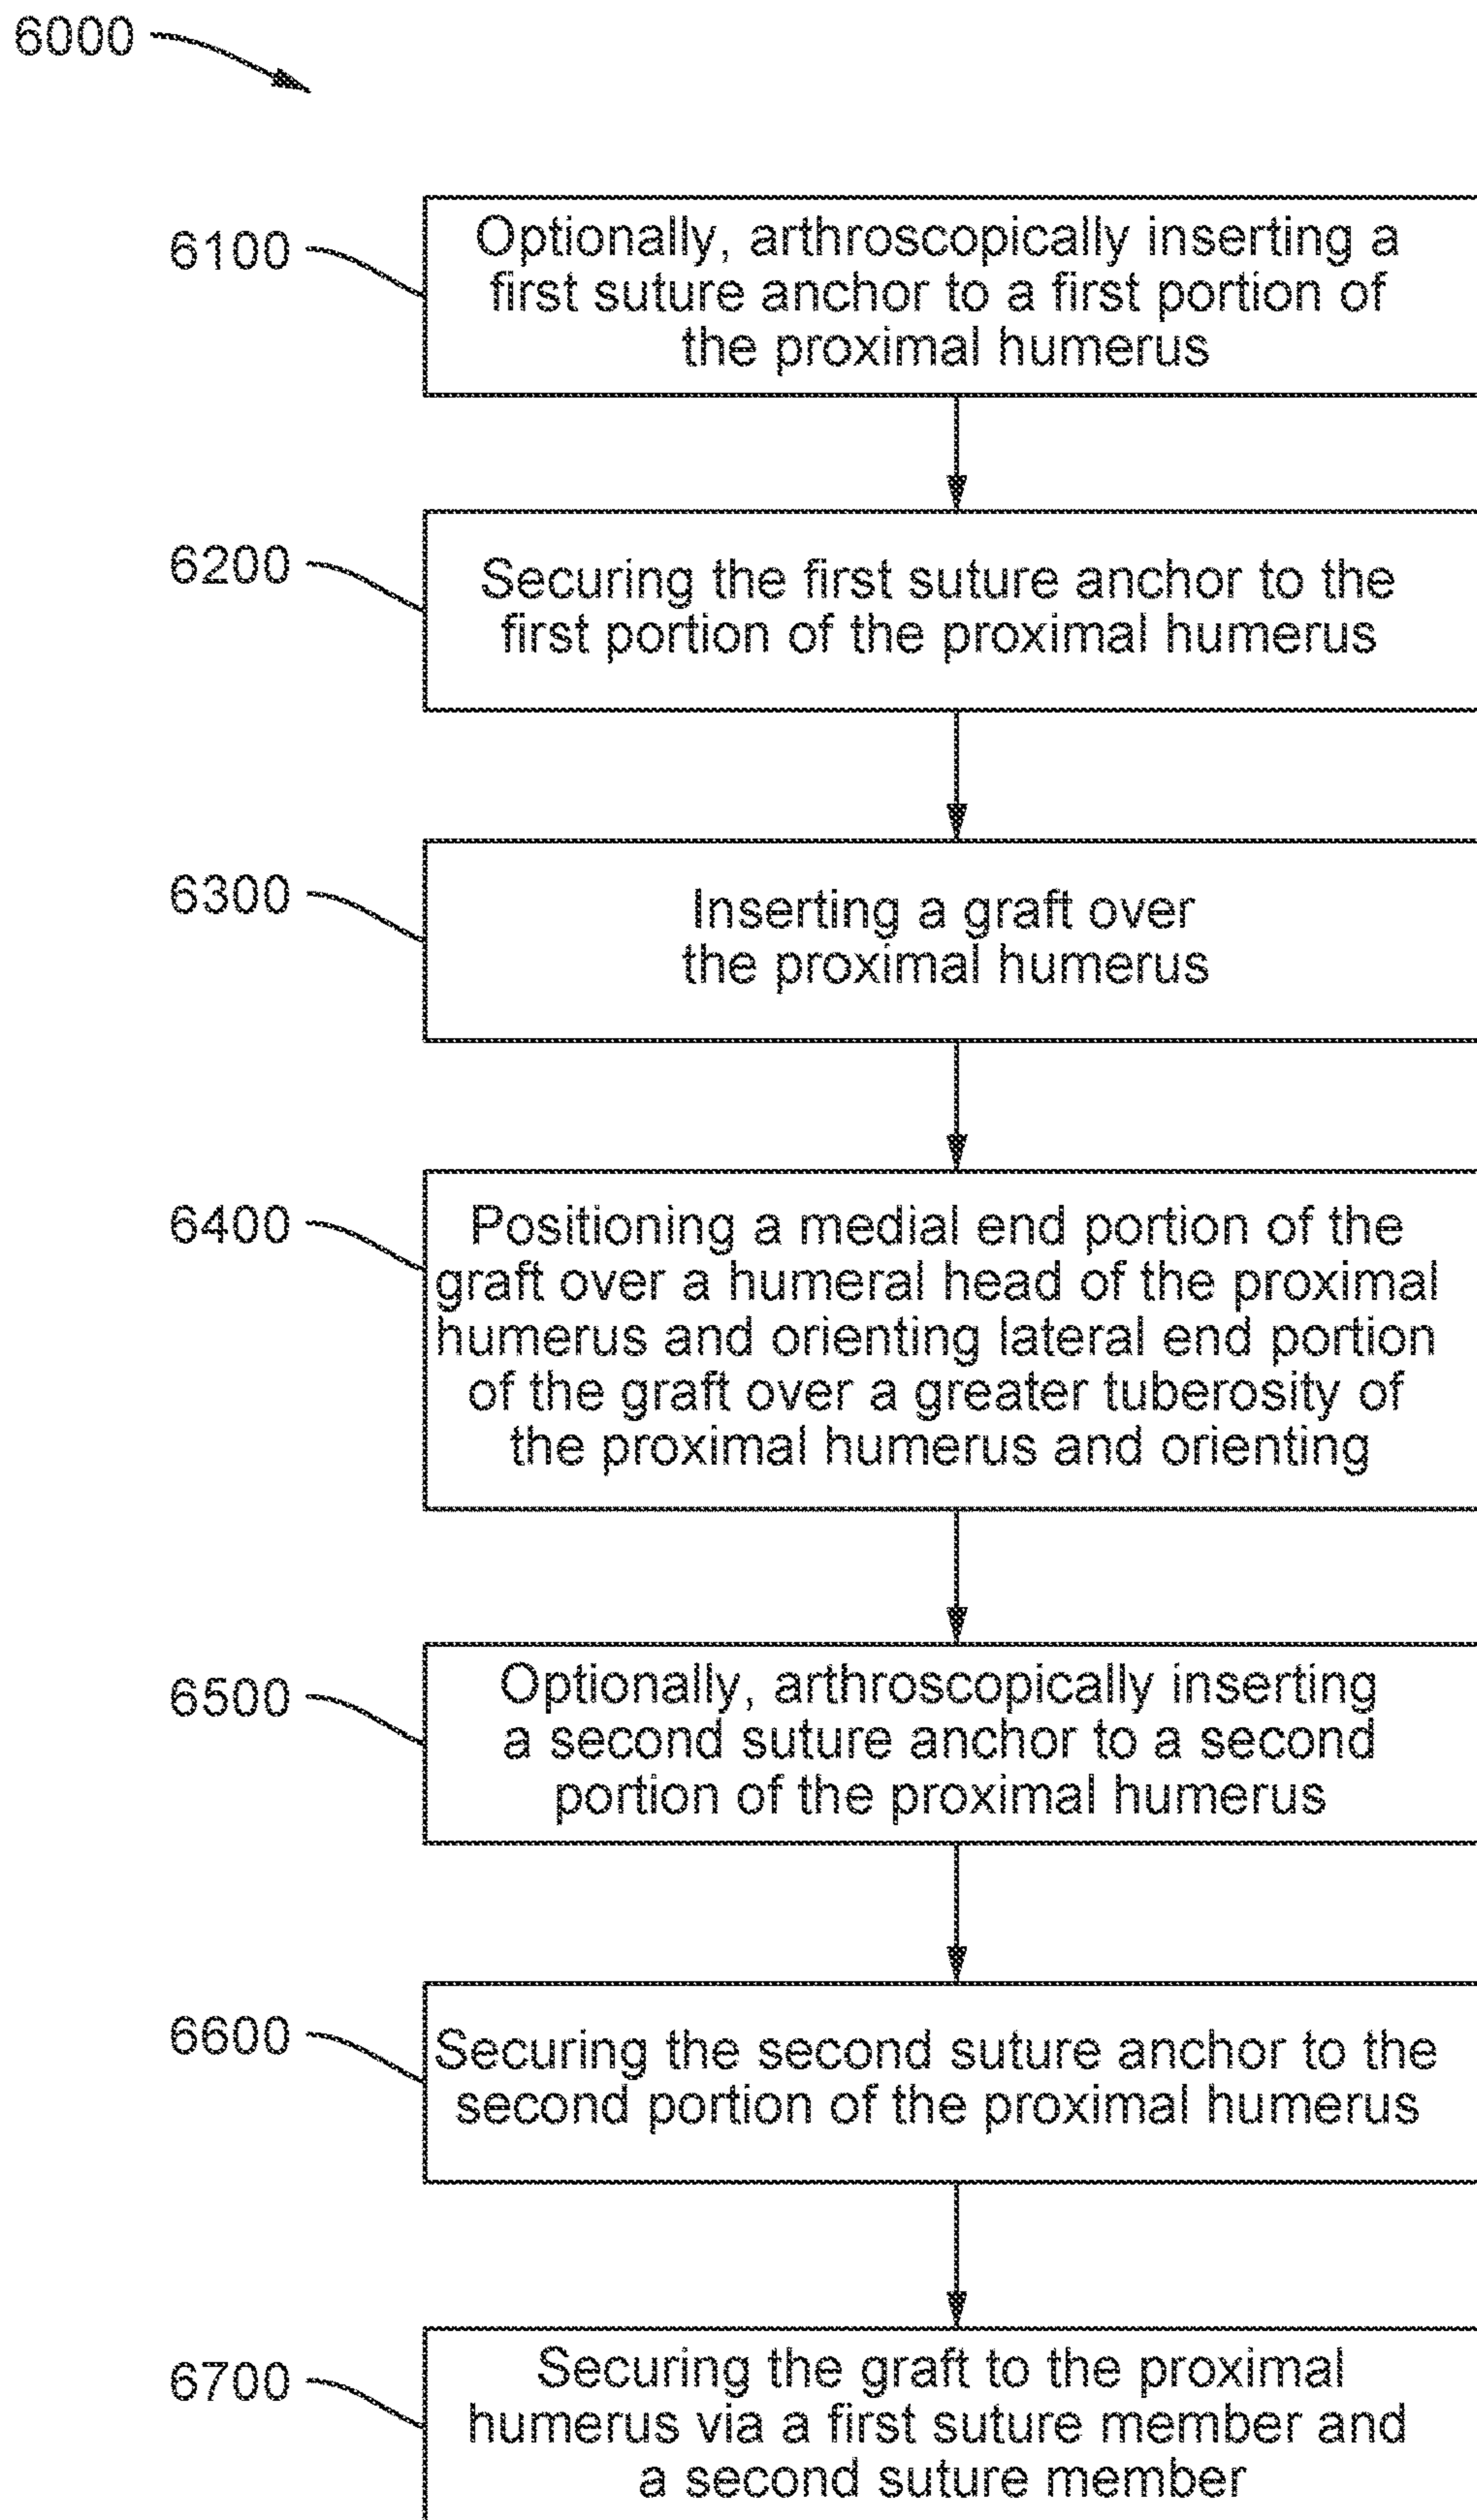 6000
6100
Optionally, arthroscopically inserting a
first suture anchor to a first portion of
the proximal humerus
6200
Securing the first suture anchor to the
first portion of the proximal humerus
6300
Inserting a graft over
the proximal humerus
6400
Positioning a medial end portion of the
graft over a humeral head of the proximal
humerus and orienting lateral end portion
of the graft over a greater tuberosity of
the proximal humerus and orienting
6500
Optionally, arthroscopically inserting
a second suture anchor to a second
portion of the proximal humerus
6600
Securing the second suture anchor to the
second portion of the proximal humerus
6700
Securing the graft to the proximal
humerus via a first suture member and
a second suture member